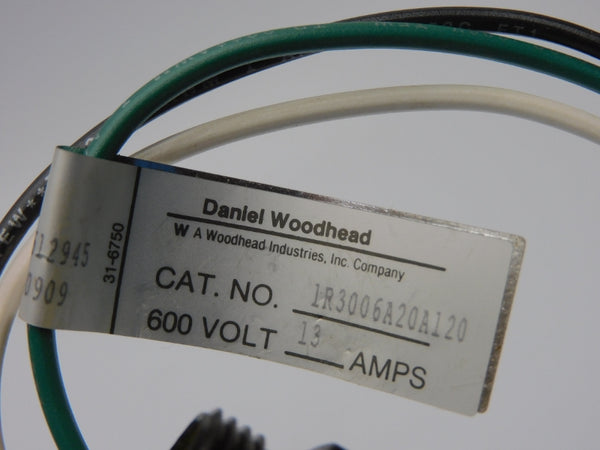 Daniel Woodhead
W A Woodhead Industries, Inc. Company
CAT. NO. 1R3006A20A120
600 VOLT 13 AMPS
31-6750
12945
0909